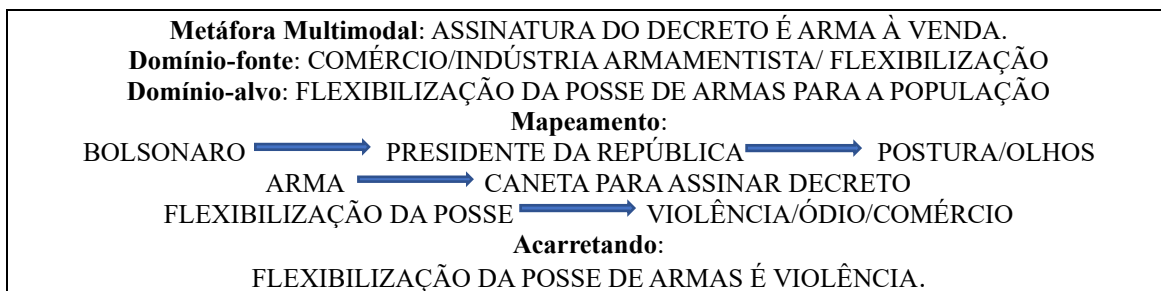 Metáfora Multimodal: ASSINATURA DO DECRETO É ARMA À VENDA.
Domínio-fonte: COMÉRCIO/INDÚSTRIA ARMAMENTISTA/ FLEXIBILIZAÇÃO
Domínio-alvo: FLEXIBILIZAÇÃO DA POSSE DE ARMAS PARA A POPULAÇÃO
Mapeamento:
BOLSONARO PRESIDENTE DA REPÚBLICA POSTURA/OLHOS
ARMA CANETA PARA ASSINAR DECRETO
FLEXIBILIZAÇÃO DA POSSE VIOLÊNCIA/ÓDIO/COMÉRCIO
Acarretando:
FLEXIBILIZAÇÃO DA POSSE DE ARMAS É VIOLÊNCIA.